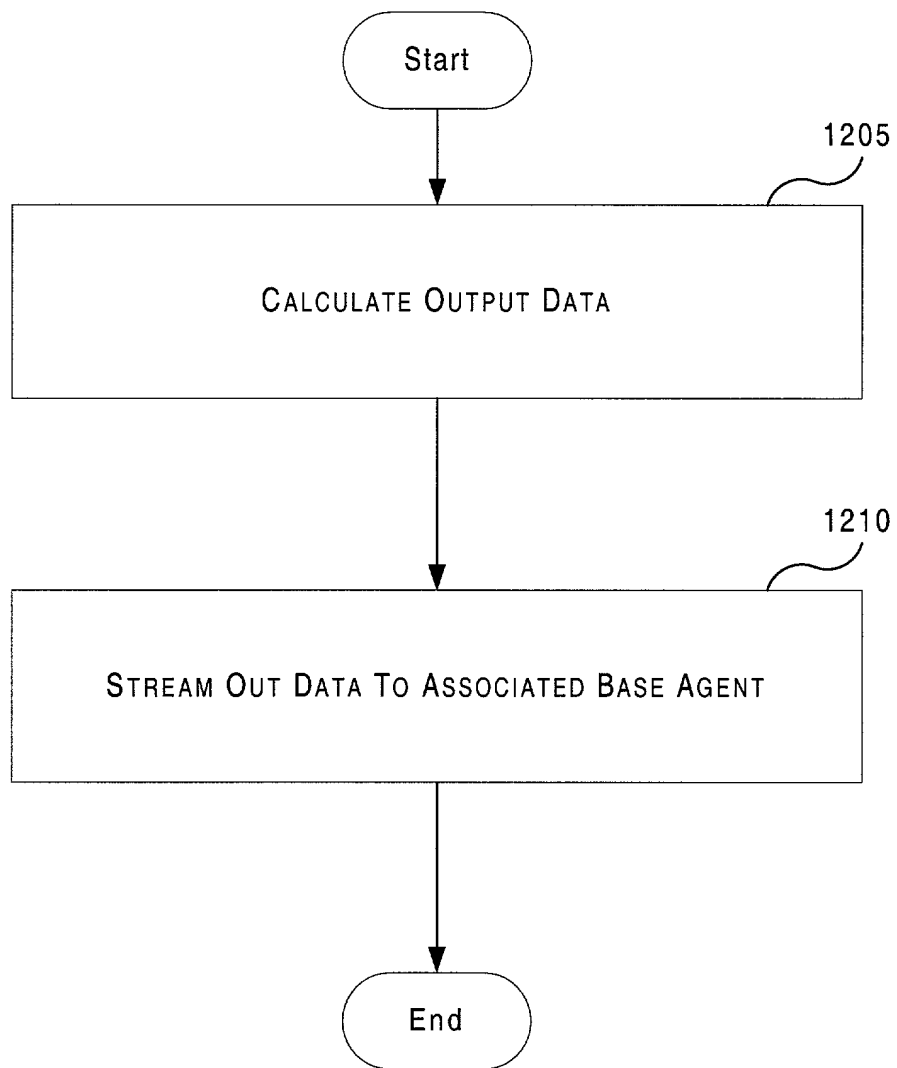 Start
1205
CALCULATE OUTPUT DATA
1210
STREAM OUT DATA TO ASSOCIATED BASE AGENT
End